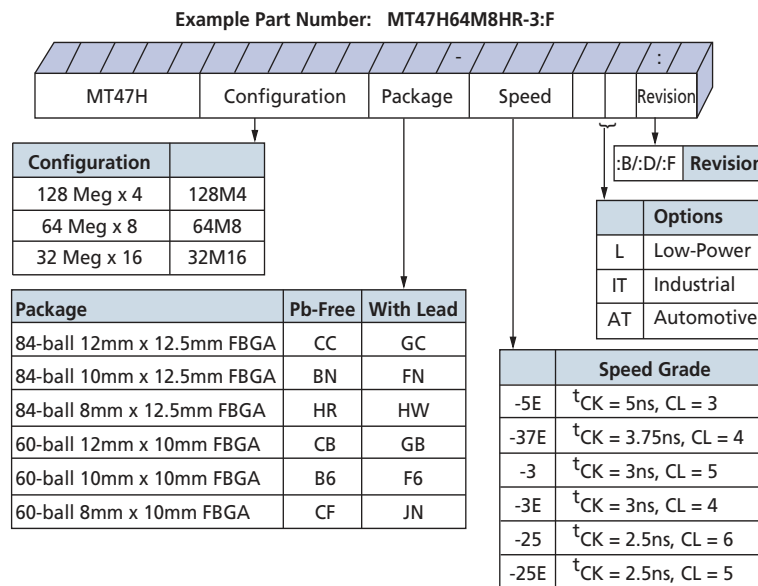 Example Part Number: MT47H64M8HR-3:F
- :
MT47H Configuration Package Speed Revision
Configuration
128 Meg x 4 128M4
64 Meg x 8 64M8
32 Meg x 16 32M16
:B/:D/:F Revision
Options
L Low-Power
IT Industrial
AT Automotive
Package Pb-Free With Lead
84-ball 12mm x 12.5mm FBGA CC GC
84-ball 10mm x 12.5mm FBGA BN FN
84-ball 8mm x 12.5mm FBGA HR HW
60-ball 12mm x 10mm FBGA CB GB
60-ball 10mm x 10mm FBGA B6 F6
60-ball 8mm x 10mm FBGA CF JN
Speed Grade
-5E tCK = 5ns, CL = 3
-37E tCK = 3.75ns, CL = 4
-3 tCK = 3ns, CL = 5
-3E tCK = 3ns, CL = 4
-25 tCK = 2.5ns, CL = 6
-25E tCK = 2.5ns, CL = 5